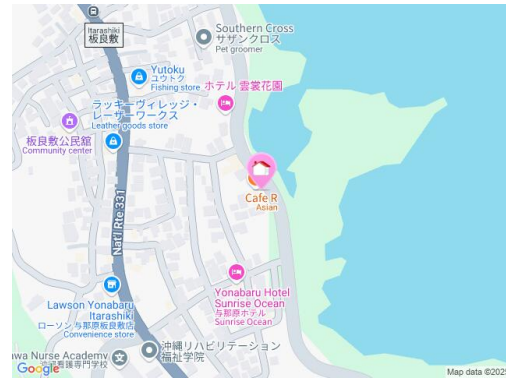 Itarashiki
板良敷
Southern Cross
サザンクロス
Pet groomer
Yutoku
ユウトク
Fishing store
ホテル 雲裳花園
ラッキーヴィレッジ・
レーザーワークス
Leather goods store
板良敷公民館
Community center
Cafe R
Asian
Nat'l Rte 331
Yonabaru Hotel
Sunrise Ocean
与那原ホテル
Sunrise Ocean
Lawson Yonabaru
Itarashiki
ローソン 与那原板良敷店
Convenience store
沖縄リハビリテーション
福祉学院
wa Nurse Academy
沖縄看護専門学校
Google
Map data ©2025